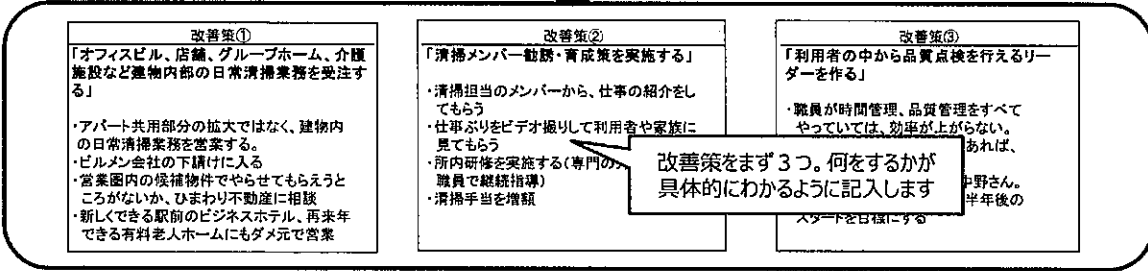 改善策①
「オフィスビル、店舗、グループホーム、介護
施設など建物内部の日常清掃業務を受注す
る」
・アパート共用部分の拡大ではなく、建物内
の日常清掃業務を営業する。
・ビルメン会社の下請けに入る
・営業圏内の候補物件でやらせてもらえうと
ころがないか、ひまわり不動産に相談
・新しくできる駅前のビジネスホテル、再来年
できる有料老人ホームにもダメ元で営業
改善策②
「清掃メンバー勧誘・育成策を実施する」
・清掃担当のメンバーから、仕事の紹介をし
てもらう
・仕事ぶりをビデオ撮りして利用者や家族に
見てもらう
・所内研修を実施する(専門の
職員で継続指導)
・清掃手当を増額
改善策③
「利用者の中から品質点検を行えるリー
ダーを作る」
・職員が時間管理、品質管理をすべて
やっていては、効率が上がらない。
あれば、
中野さん。
半年後の
スタートを目標にする
改善策をまず3つ。何をするかが
具体的にわかるように記入します